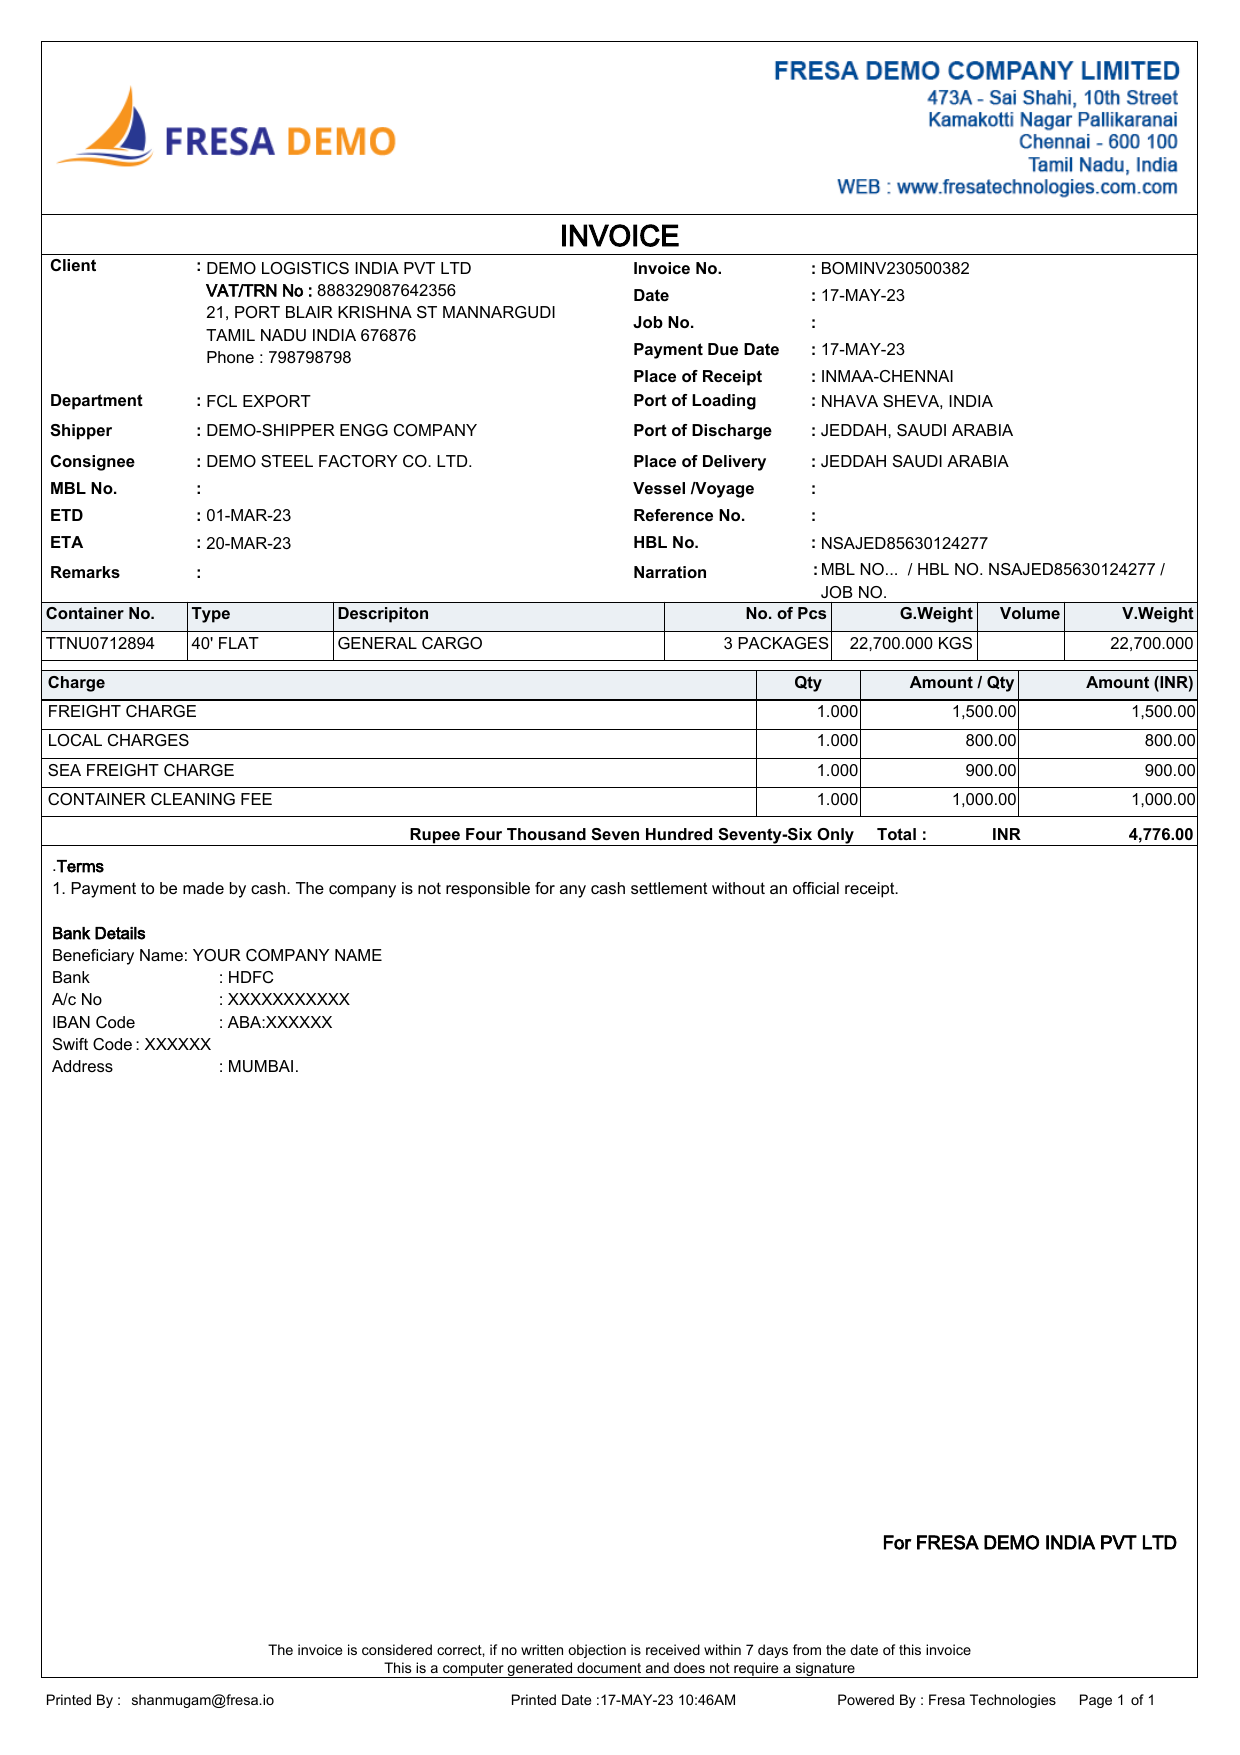 FRESA DEMO
FRESA DEMO COMPANY LIMITED
473A - Sai Shahi, 10th Street
Kamakotti Nagar Pallikaranai
Chennai - 600 100
Tamil Nadu, India
WEB : www.fresatechnologies.com.com
INVOICE
Client : DEMO LOGISTICS INDIA PVT LTD
VAT/TRN No : 888329087642356
21, PORT BLAIR KRISHNA ST MANNARGUDI
TAMIL NADU INDIA 676876
Phone : 798798798
Department : FCL EXPORT
Shipper : DEMO-SHIPPER ENGG COMPANY
Consignee : DEMO STEEL FACTORY CO. LTD.
MBL No. :
ETD : 01-MAR-23
ETA : 20-MAR-23
Remarks :
Invoice No. : BOMINV230500382
Date : 17-MAY-23
Job No. :
Payment Due Date : 17-MAY-23
Place of Receipt : INMAA-CHENNAI
Port of Loading : NHAVA SHEVA, INDIA
Port of Discharge : JEDDAH, SAUDI ARABIA
Place of Delivery : JEDDAH SAUDI ARABIA
Vessel /Voyage :
Reference No. :
HBL No. : NSAJED85630124277
Narration : MBL NO... / HBL NO. NSAJED85630124277 /
JOB NO.
Container No. Type Descripiton No. of Pcs G.Weight Volume V.Weight
TTNU0712894 40' FLAT GENERAL CARGO 3 PACKAGES 22,700.000 KGS 22,700.000
Charge Qty Amount / Qty Amount (INR)
FREIGHT CHARGE 1.000 1,500.00 1,500.00
LOCAL CHARGES 1.000 800.00 800.00
SEA FREIGHT CHARGE 1.000 900.00 900.00
CONTAINER CLEANING FEE 1.000 1,000.00 1,000.00
Rupee Four Thousand Seven Hundred Seventy-Six Only Total : INR 4,776.00
.Terms
1. Payment to be made by cash. The company is not responsible for any cash settlement without an official receipt.
Bank Details
Beneficiary Name: YOUR COMPANY NAME
Bank : HDFC
A/c No : XXXXXXXXXXX
IBAN Code : ABA:XXXXXX
Swift Code : XXXXXX
Address : MUMBAI.
For FRESA DEMO INDIA PVT LTD
The invoice is considered correct, if no written objection is received within 7 days from the date of this invoice
This is a computer generated document and does not require a signature
Printed By : shanmugam@fresa.io Printed Date :17-MAY-23 10:46AM Powered By : Fresa Technologies Page 1 of 1